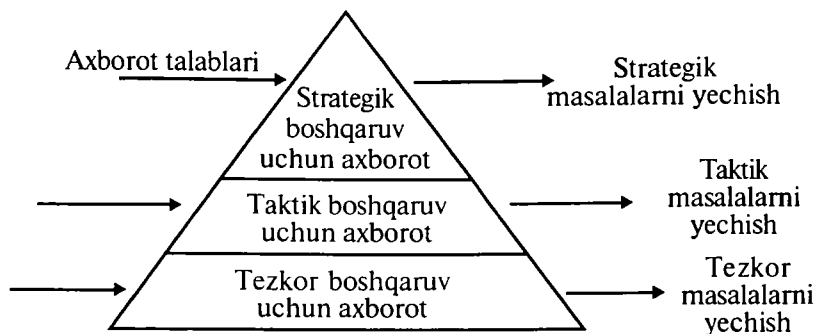 Axborot talablari
Strategik
boshqaruv
uchun axborot
Strategik
masalalarni yechish
Taktik boshqaruv
uchun axborot
Taktik
masalalarni
yechish
Tezkor boshqaruv
uchun axborot
Tezkor
masalalarni
yechish